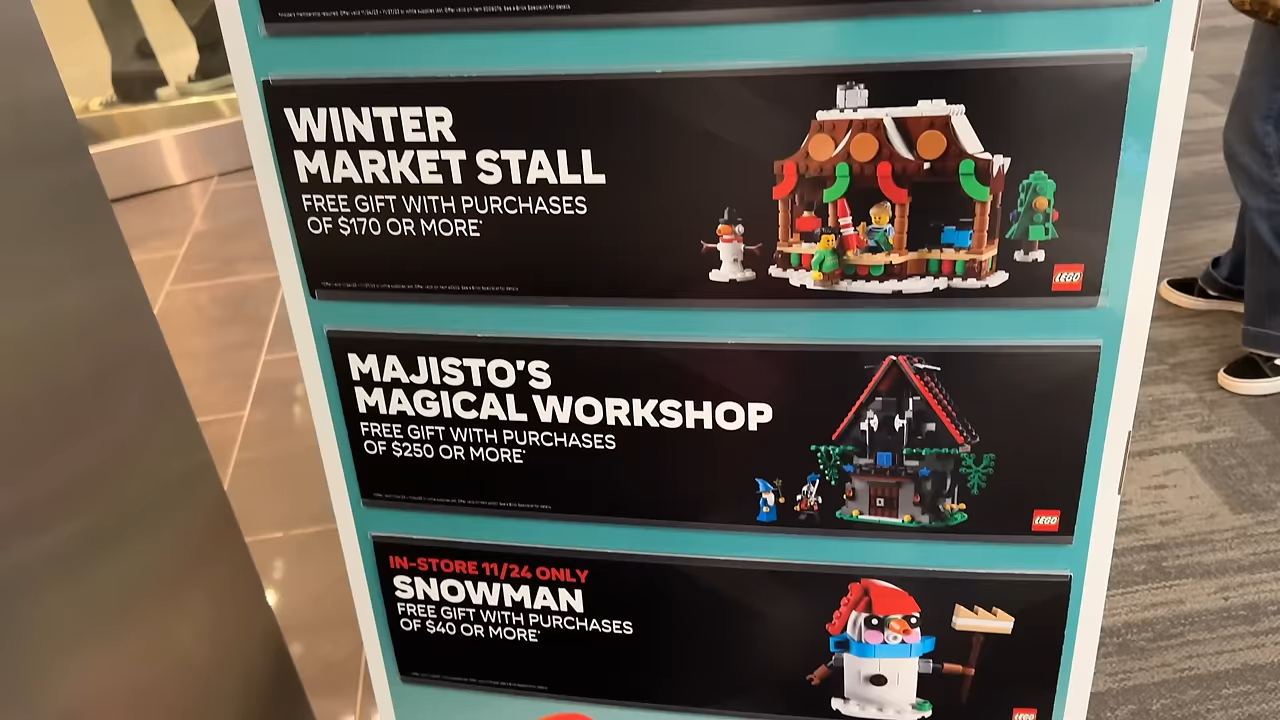 WINTER
MARKET STALL
FREE GIFT WITH PURCHASES
OF $170 OR MORE*
LEGO
MAJISTO'S
MAGICAL WORKSHOP
FREE GIFT WITH PURCHASES
OF $250 OR MORE*
LEGO
IN-STORE 11/24 ONLY
SNOWMAN
FREE GIFT WITH PURCHASES
OF $40 OR MORE*
LEGO